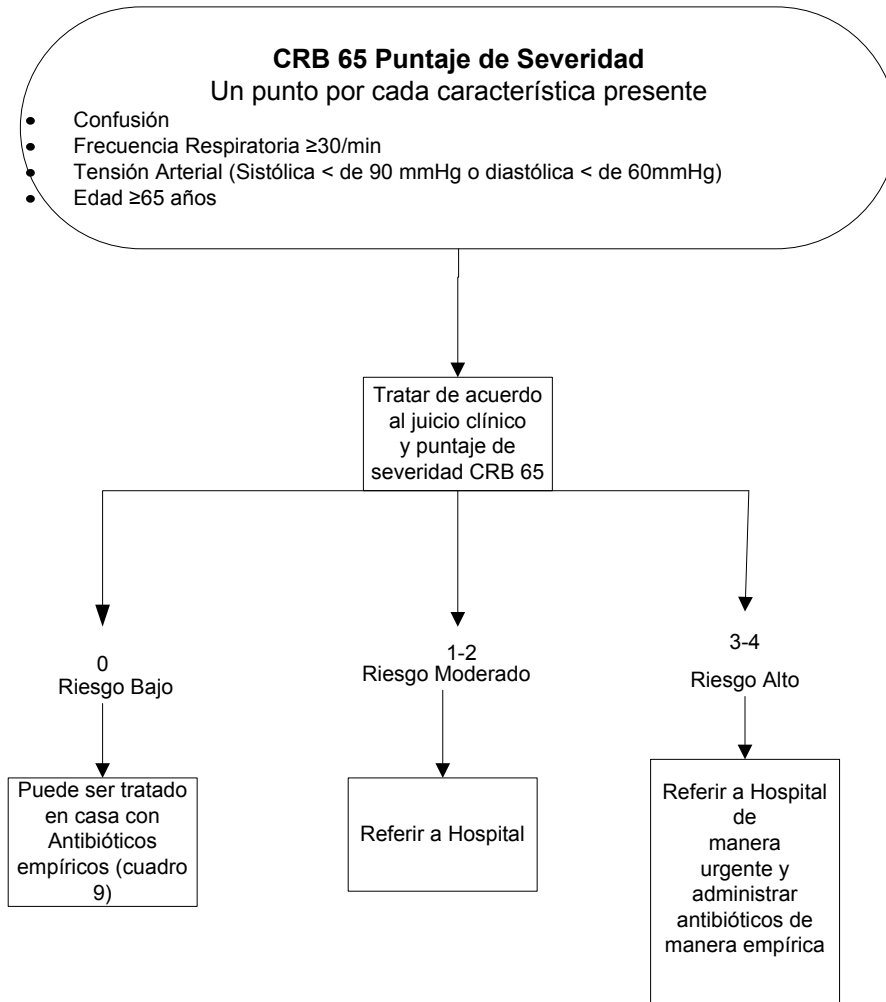 CRB 65 Puntaje de Severidad
Un punto por cada característica presente
• Confusión
• Frecuencia Respiratoria ≥30/min
• Tensión Arterial (Sistólica < de 90 mmHg o diastólica < de 60mmHg)
• Edad ≥65 años
Tratar de acuerdo
al juicio clínico
y puntaje de
severidad CRB 65
0
Riesgo Bajo
1-2
Riesgo Moderado
3-4
Riesgo Alto
Puede ser tratado
en casa con
Antibióticos
empíricos (cuadro
9)
Referir a Hospital
Referir a Hospital
de
manera
urgente y
administrar
antibióticos de
manera empírica